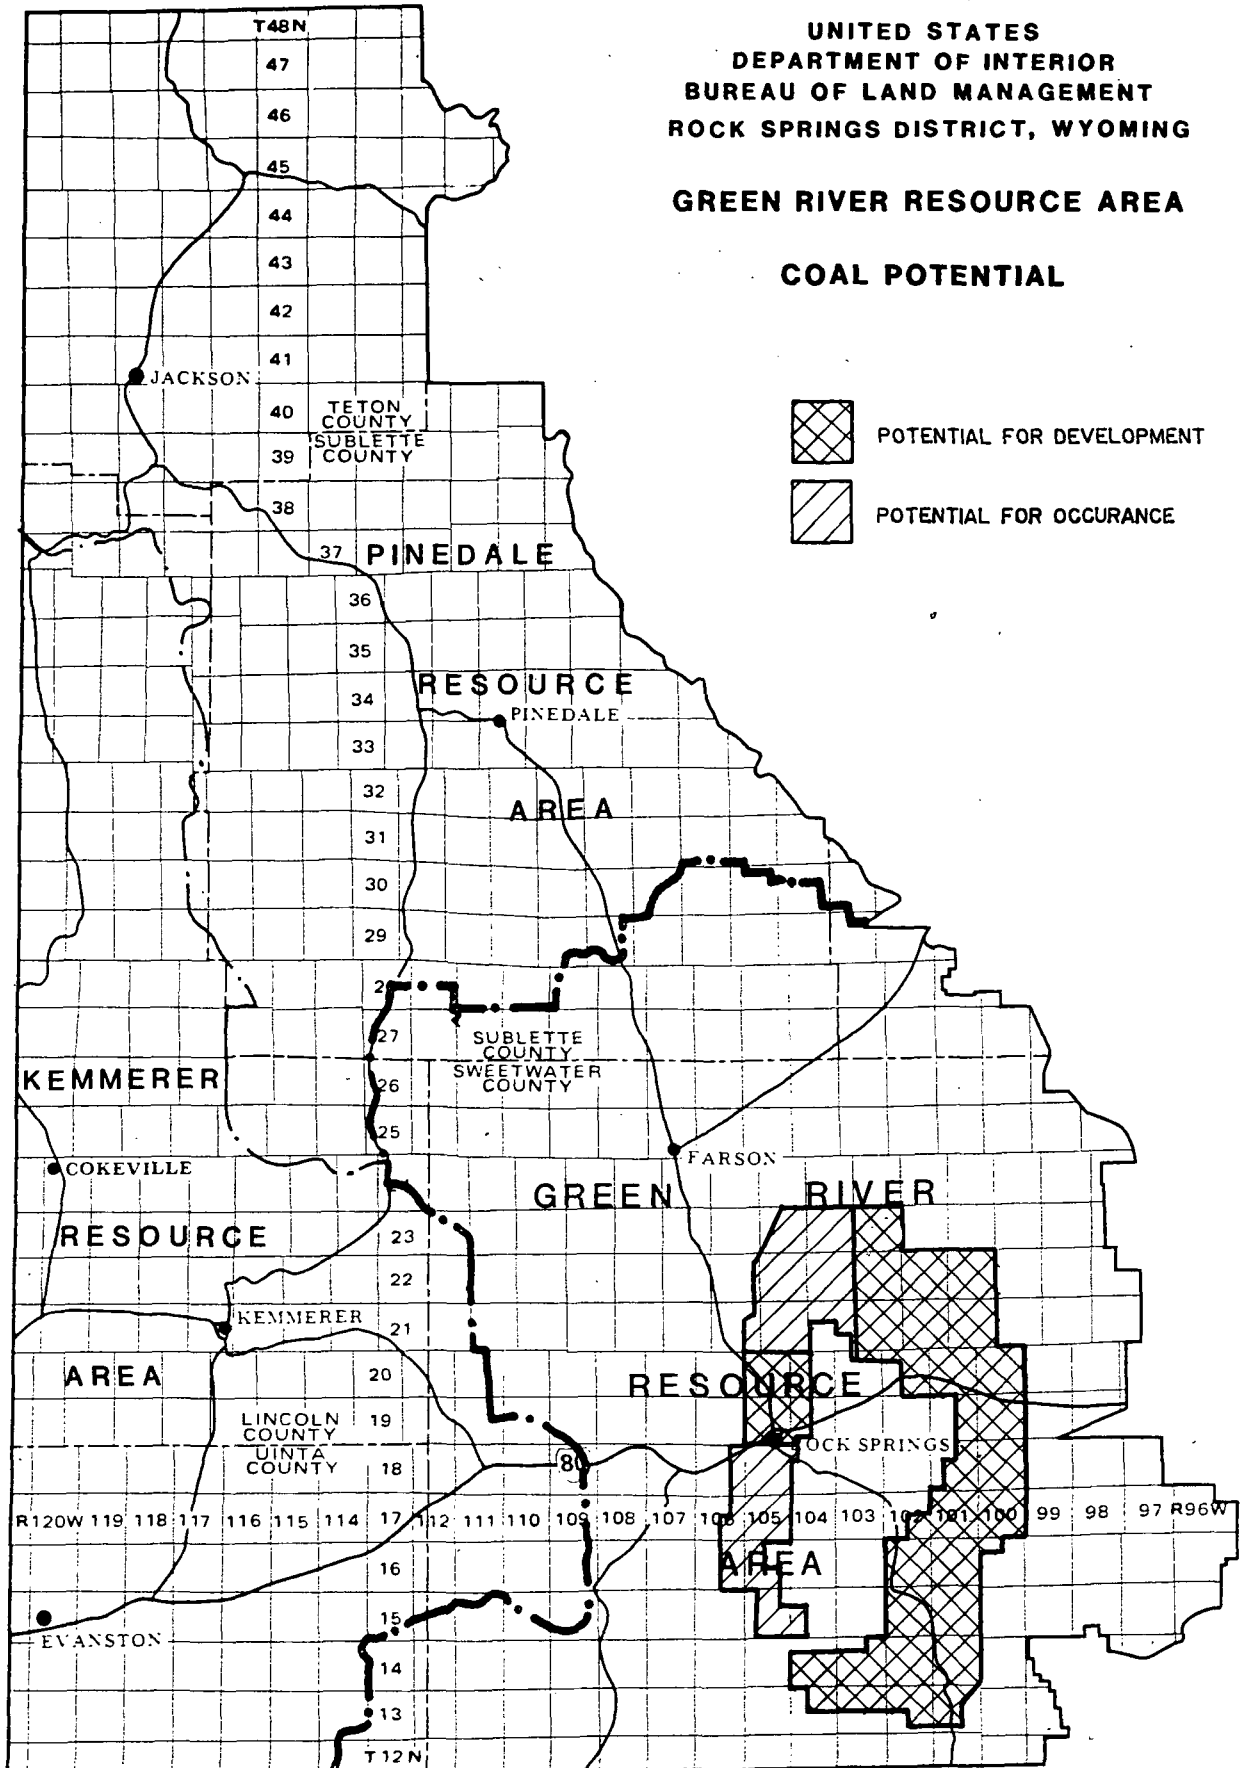 UNITED STATES
DEPARTMENT OF INTERIOR
BUREAU OF LAND MANAGEMENT
ROCK SPRINGS DISTRICT, WYOMING
GREEN RIVER RESOURCE AREA
COAL POTENTIAL
POTENTIAL FOR DEVELOPMENT
POTENTIAL FOR OCCURANCE
T48N
47
46
45
44
43
42
41
JACKSON
40
TETON
COUNTY
SUBLETTE
COUNTY
39
38
37
PINEDALE
36
35
RESOURCE
34
PINEDALE
33
32
AREA
31
30
29
2
27
SUBLETTE
COUNTY
SWEETWATER
COUNTY
KEMMERER
26
25
COKEVILLE
FARSON
GREEN RIVER
RESOURCE
23
22
KEMMERER
21
AREA
20
RESOURCE
LINCOLN
COUNTY
19
UINTA
COUNTY
OCK SPRINGS
18
80
R120W 119 118 117 116 115 114 17 112 111 110 109 108 107 106 105 104 103 102 101 100 99 98 97 R96W
16
AREA
15
EVANSTON
14
13
T12N